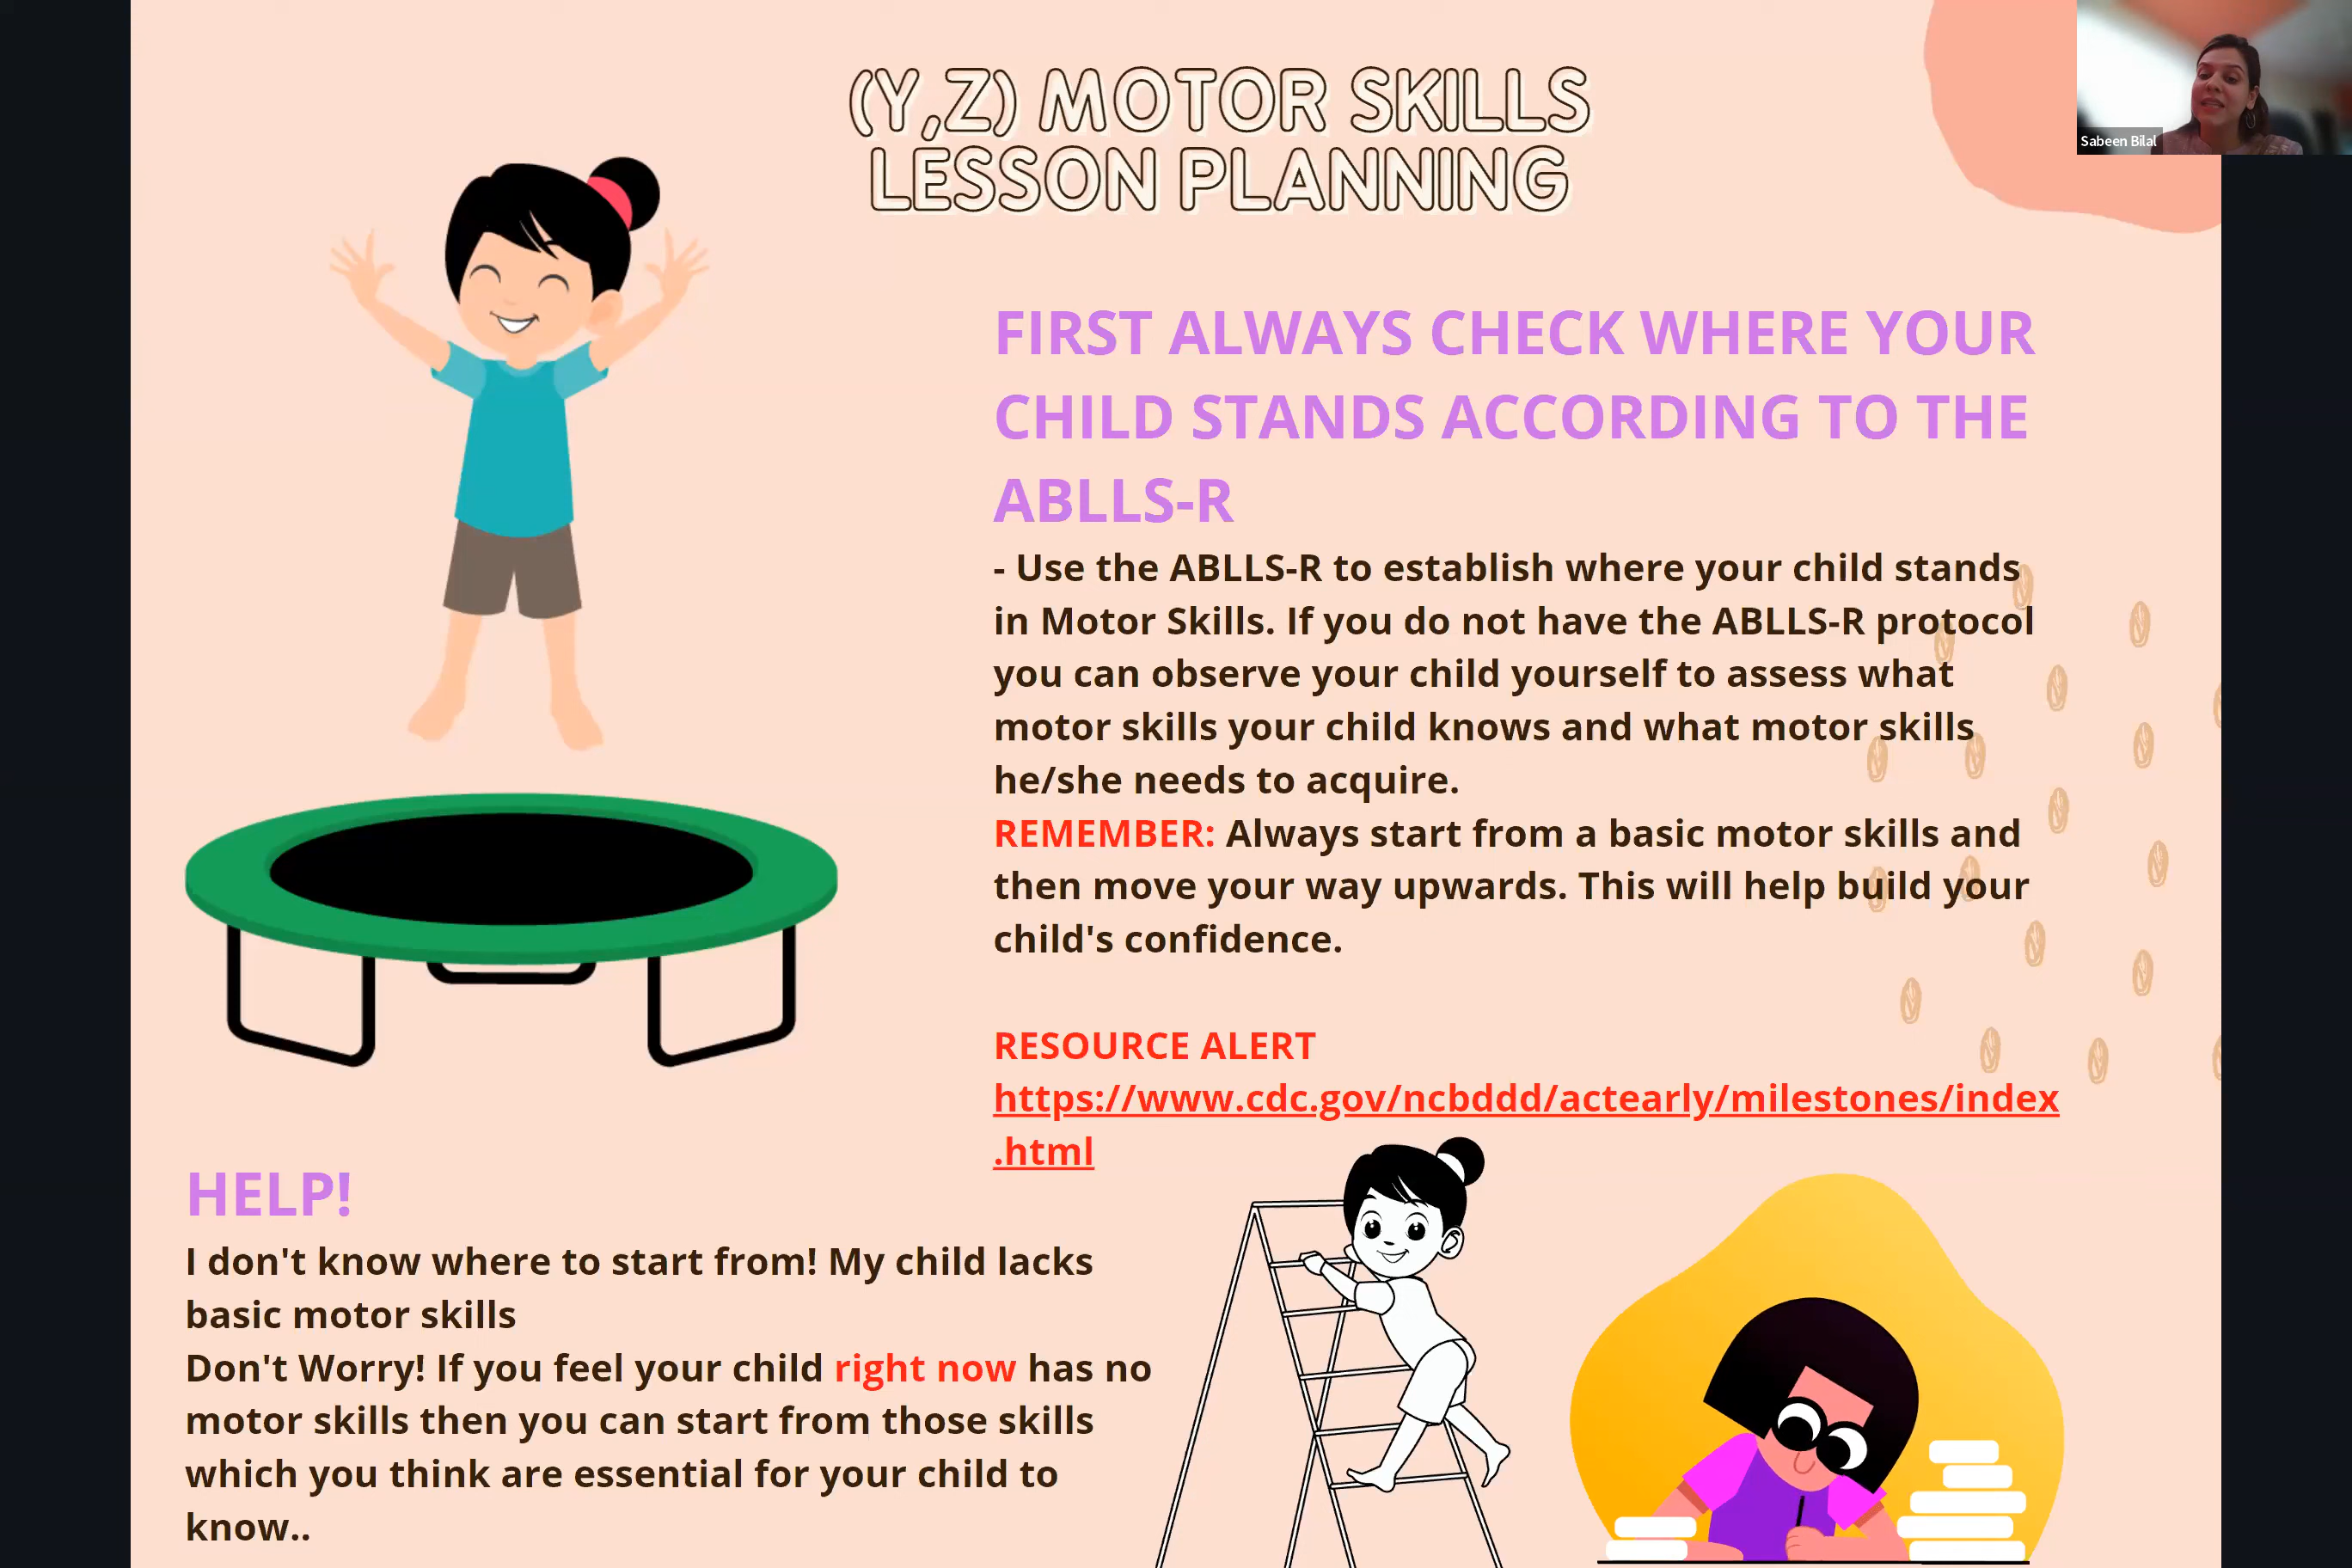 (Y,Z) MOTOR SKILLS
LESSON PLANNING
Sabeen Bilal
FIRST ALWAYS CHECK WHERE YOUR
CHILD STANDS ACCORDING TO THE
ABLLS-R
- Use the ABLLS-R to establish where your child stands
in Motor Skills. If you do not have the ABLLS-R protocol
you can observe your child yourself to assess what
motor skills your child knows and what motor skills
he/she needs to acquire.
REMEMBER: Always start from a basic motor skills and
then move your way upwards. This will help build your
child's confidence.
RESOURCE ALERT
https://www.cdc.gov/ncbddd/actearly/milestones/index
.html
HELP!
I don't know where to start from! My child lacks
basic motor skills
Don't Worry! If you feel your child right now has no
motor skills then you can start from those skills
which you think are essential for your child to
know..